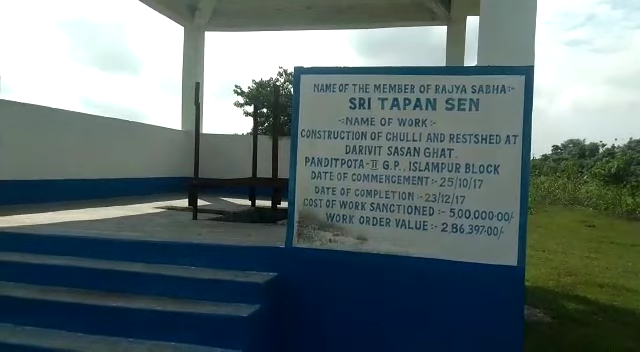 NAME OF THE MEMBER OF RAJYA SABHA:-
SRI TAPAN SEN
-:NAME OF WORK:-
CONSTRUCTION OF CHULLI AND RESTSHED AT
DARIVIT SASAN GHAT.
PANDITPOTA-II G.P., ISLAMPUR BLOCK
DATE OF COMMENCEMENT:-25/10/17
DATE OF COMPLETION:-23/12/17
COST OF WORK SANCTIONED:-5,00,000.00/-
WORK ORDER VALUE:-2,86,397.00/-